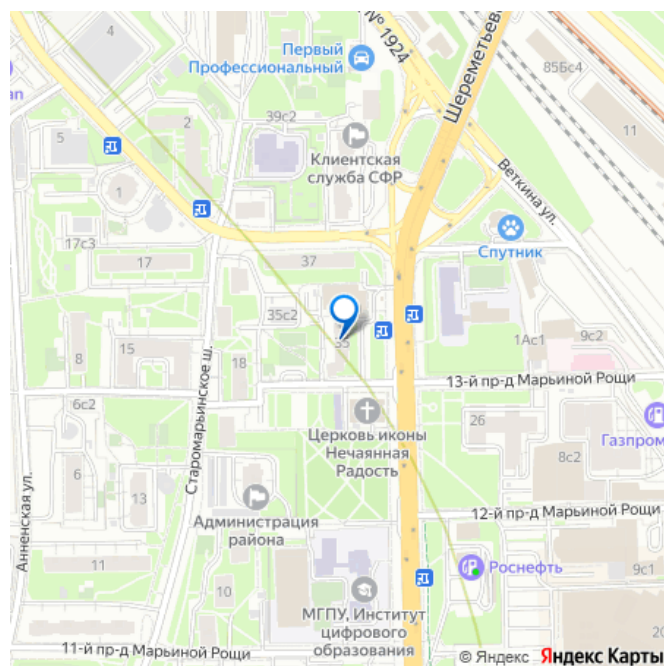 4
№ 1924
Первый
Профессиональный
Шереметьев
85Бс4
39с2
2
11
5
Клиентская
служба СФР
Веткина ул.
1
17с3
17
37
Спутник
35с2
35
1Ас1
9с2
15
8
18
13-й пр-д Марьиной Рощи
6с2
Старомарьинское ш.
Церковь иконы
Нечаянная
Радость
26
Газпром
8с2
6
13
Анненская ул.
Администрация
района
12-й пр-д Марьиной Рощи
Роснефть
9с1
11
10
МГПУ, Институт
цифрового
образования
11-й пр-д Марьиной Рощи
© Яндекс Яндекс Карты